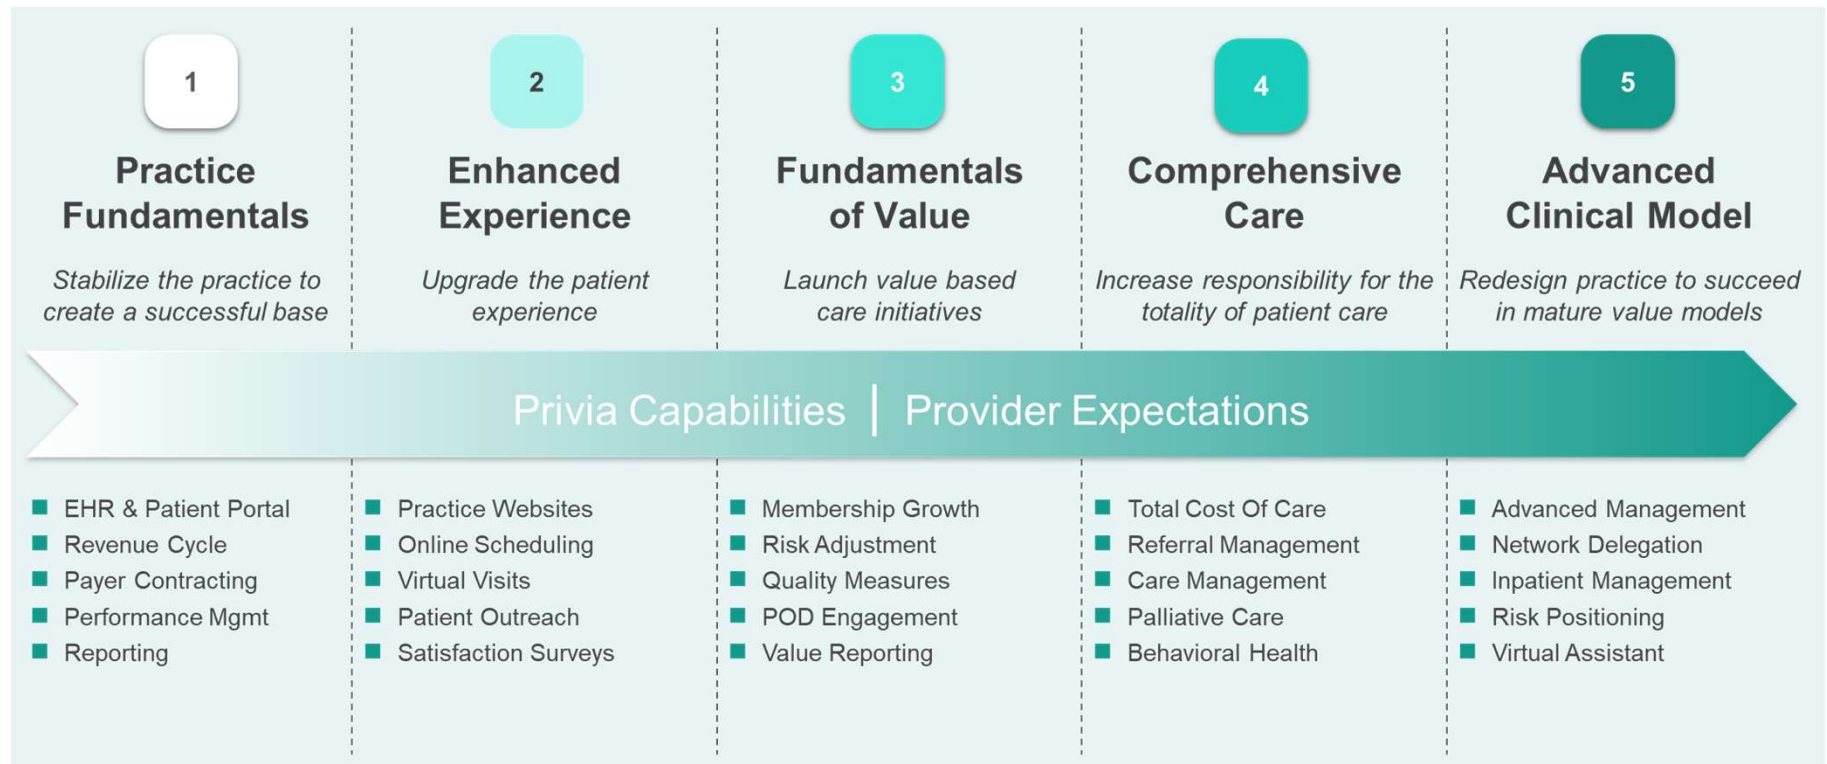 1
Practice
Fundamentals
Stabilize the practice to
create a successful base
2
Enhanced
Experience
Upgrade the patient
experience
3
Fundamentals
of Value
Launch value based
care initiatives
4
Comprehensive
Care
Increase responsibility for the
totality of patient care
5
Advanced
Clinical Model
Redesign practice to succeed
in mature value models
Privia Capabilities | Provider Expectations
EHR & Patient Portal
Revenue Cycle
Payer Contracting
Performance Mgmt
Reporting
Practice Websites
Online Scheduling
Virtual Visits
Patient Outreach
Satisfaction Surveys
Membership Growth
Risk Adjustment
Quality Measures
POD Engagement
Value Reporting
Total Cost Of Care
Referral Management
Care Management
Palliative Care
Behavioral Health
Advanced Management
Network Delegation
Inpatient Management
Risk Positioning
Virtual Assistant